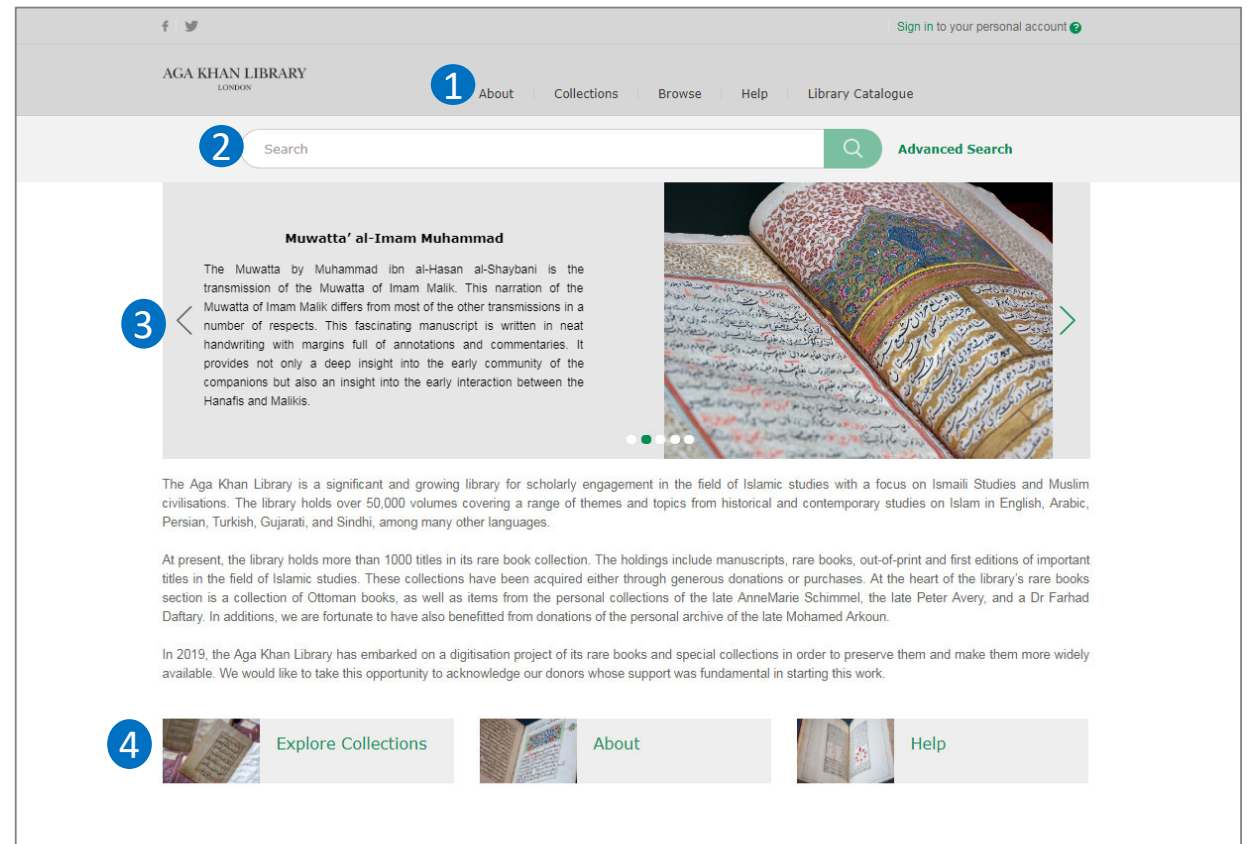 f
Sign in to your personal account ?
AGA KHAN LIBRARY
LONDON
1
About
Collections
Browse
Help
Library Catalogue
2
Search
Advanced Search
Muwatta' al-Imam Muhammad
The Muwatta by Muhammad ibn al-Hasan al-Shaybani is the
transmission of the Muwatta of Imam Malik. This narration of the
Muwatta of Imam Malik differs from most of the other transmissions in a
number of respects. This fascinating manuscript is written in neat
handwriting with margins full of annotations and commentaries. It
provides not only a deep insight into the early community of the
companions but also an insight into the early interaction between the
Hanafis and Malikis.
3
The Aga Khan Library is a significant and growing library for scholarly engagement in the field of Islamic studies with a focus on Ismaili Studies and Muslim
civilisations. The library holds over 50,000 volumes covering a range of themes and topics from historical and contemporary studies on Islam in English, Arabic,
Persian, Turkish, Gujarati, and Sindhi, among many other languages.
At present, the library holds more than 1000 titles in its rare book collection. The holdings include manuscripts, rare books, out-of-print and first editions of important
titles in the field of Islamic studies. These collections have been acquired either through generous donations or purchases. At the heart of the library's rare books
section is a collection of Ottoman books, as well as items from the personal collections of the late AnneMarie Schimmel, the late Peter Avery, and a Dr Farhad
Daftary. In additions, we are fortunate to have also benefitted from donations of the personal archive of the late Mohamed Arkoun.
In 2019, the Aga Khan Library has embarked on a digitisation project of its rare books and special collections in order to preserve them and make them more widely
available. We would like to take this opportunity to acknowledge our donors whose support was fundamental in starting this work.
4
Explore Collections
About
Help